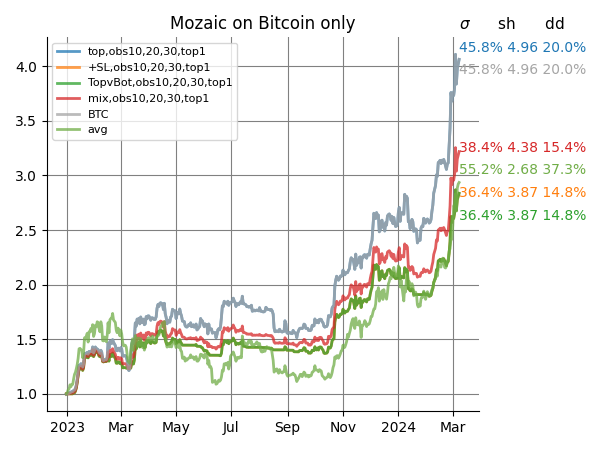 Mozaic on Bitcoin only
σ sh dd
top,obs10,20,30,top1
+SL,obs10,20,30,top1
TopvBot,obs10,20,30,top1
mix,obs10,20,30,top1
BTC
avg
45.8% 4.96 20.0%
45.8% 4.96 20.0%
38.4% 4.38 15.4%
55.2% 2.68 37.3%
36.4% 3.87 14.8%
36.4% 3.87 14.8%
4.0
3.5
3.0
2.5
2.0
1.5
1.0
2023 Mar May Jul Sep Nov 2024 Mar